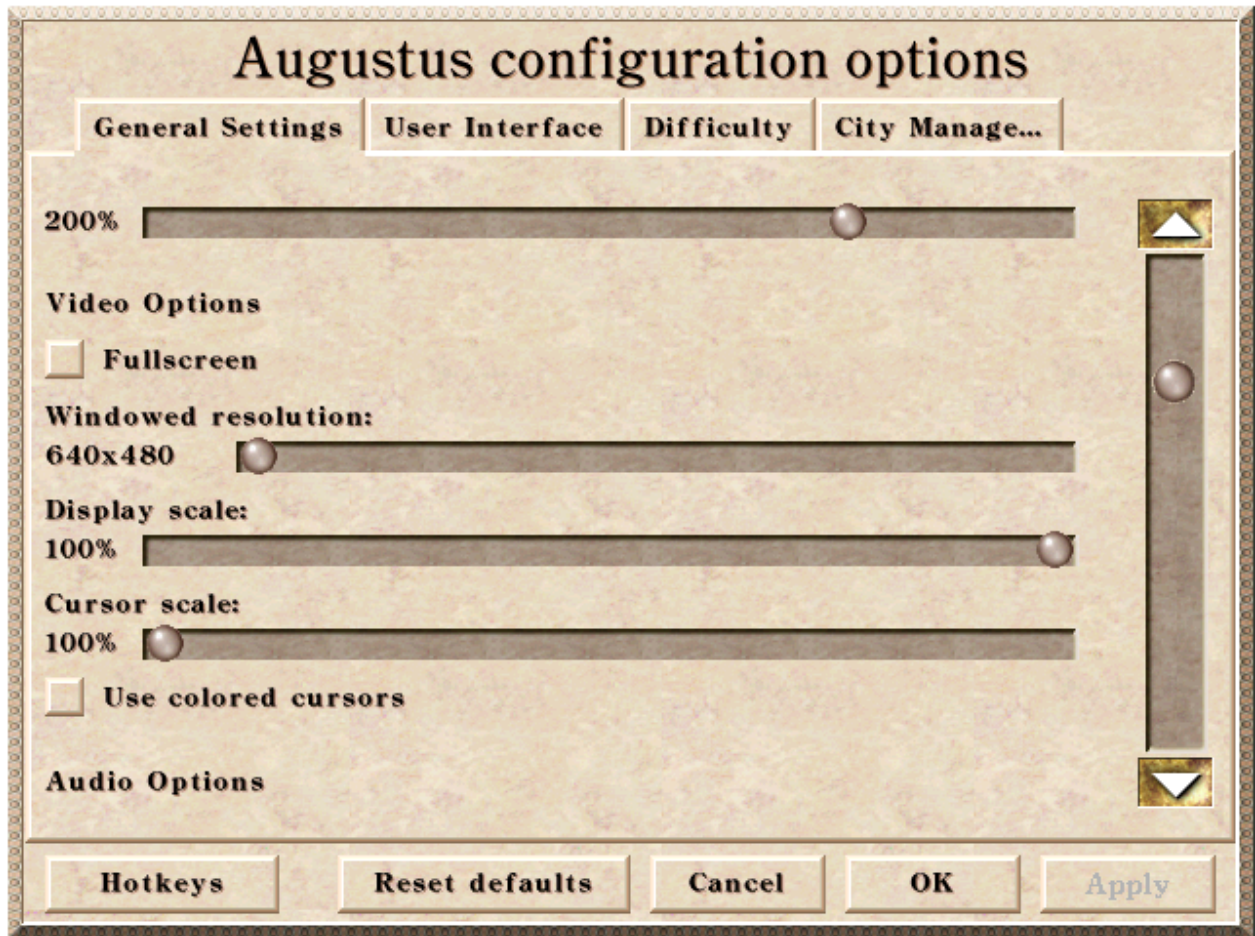 Augustus configuration options
General Settings User Interface Difficulty City Manage...
200%
Video Options
Fullscreen
Windowed resolution:
640x480
Display scale:
100%
Cursor scale:
100%
Use colored cursors
Audio Options
Hotkeys Reset defaults Cancel OK Apply